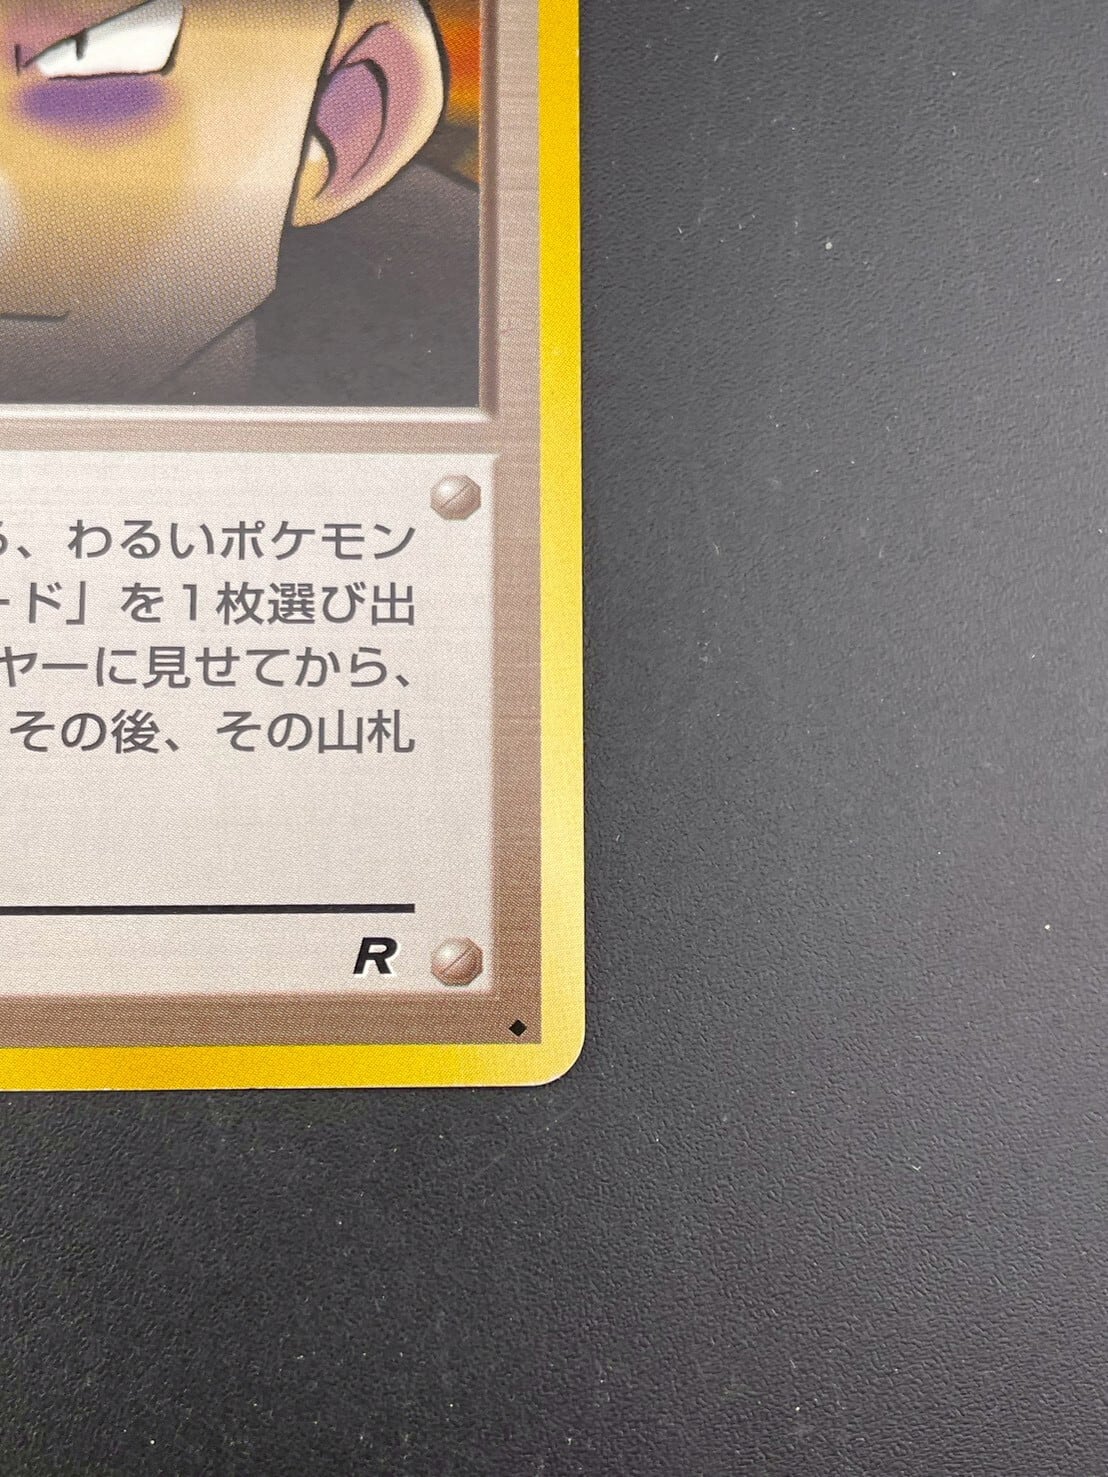 、わるいポケモン
ード」を1枚選び出
ヤーに見せてから、
その後、その山札
R